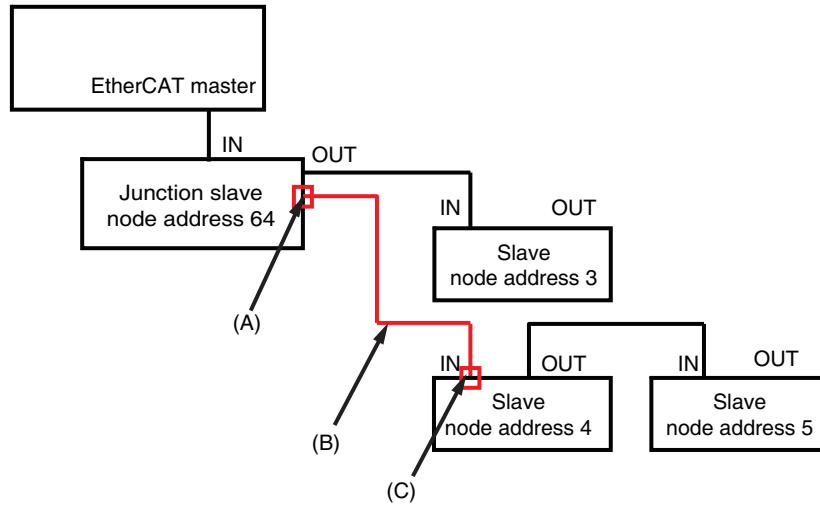 EtherCAT master
IN
OUT
Junction slave
node address 64
IN
OUT
Slave
node address 3
(A)
IN
OUT
IN
OUT
Slave
node address 4
Slave
node address 5
(B)
(C)